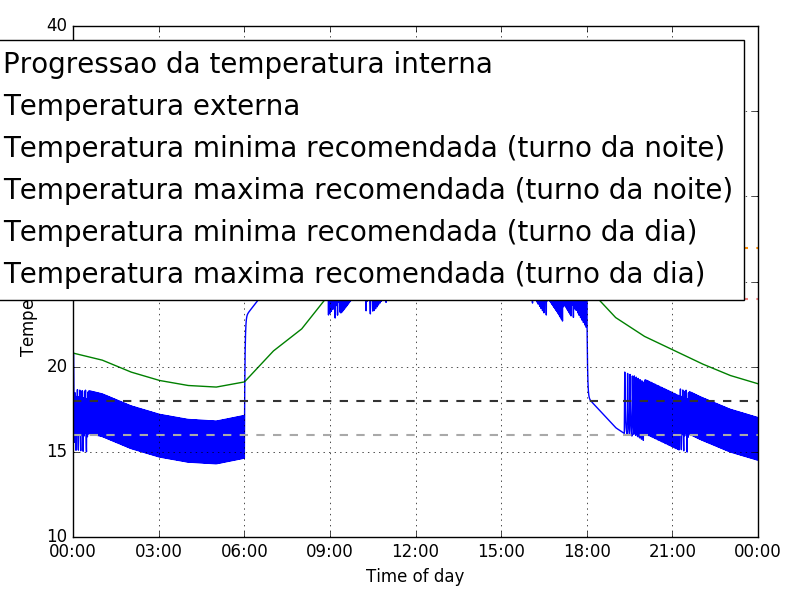 40
Progressao da temperatura interna
Temperatura externa
Temperatura minima recomendada (turno da noite)
Temperatura maxima recomendada (turno da noite)
Temperatura minima recomendada (turno da dia)
Temperatura maxima recomendada (turno da dia)
20
15
10
00:00 03:00 06:00 09:00 12:00 15:00 18:00 21:00 00:00
Time of day